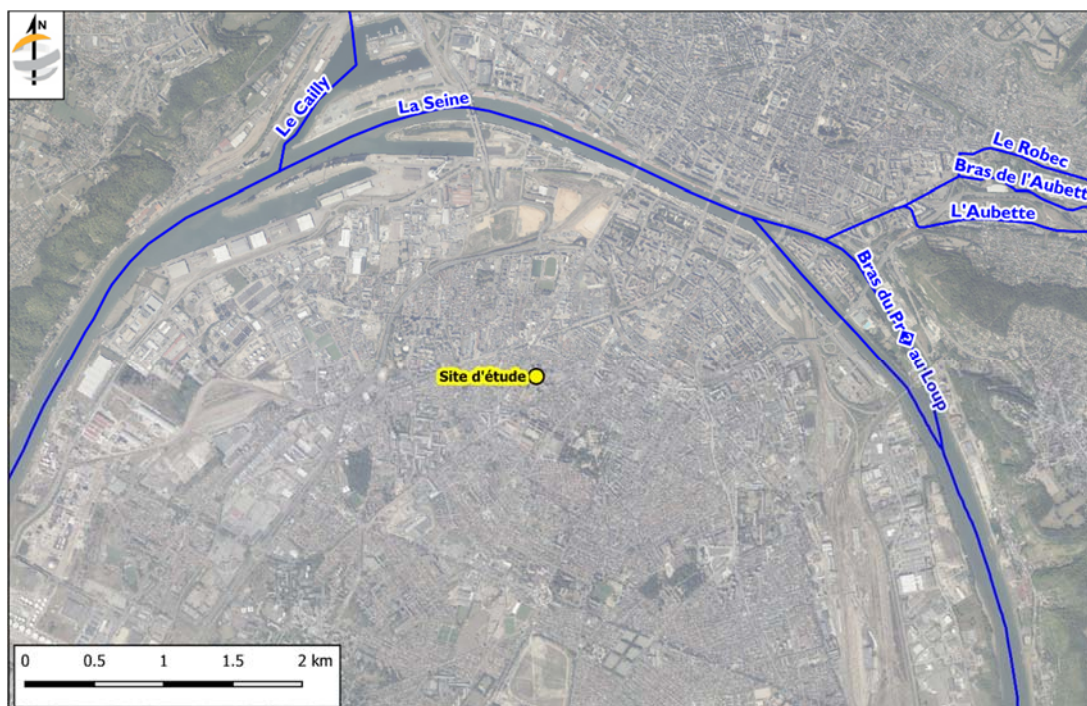 N
Le Cailly
La Seine
Le Robec
Bras de l'Aubett
L'Aubette
Bras du Pr� au Loup
Site d'étude
0 0.5 1 1.5 2 km